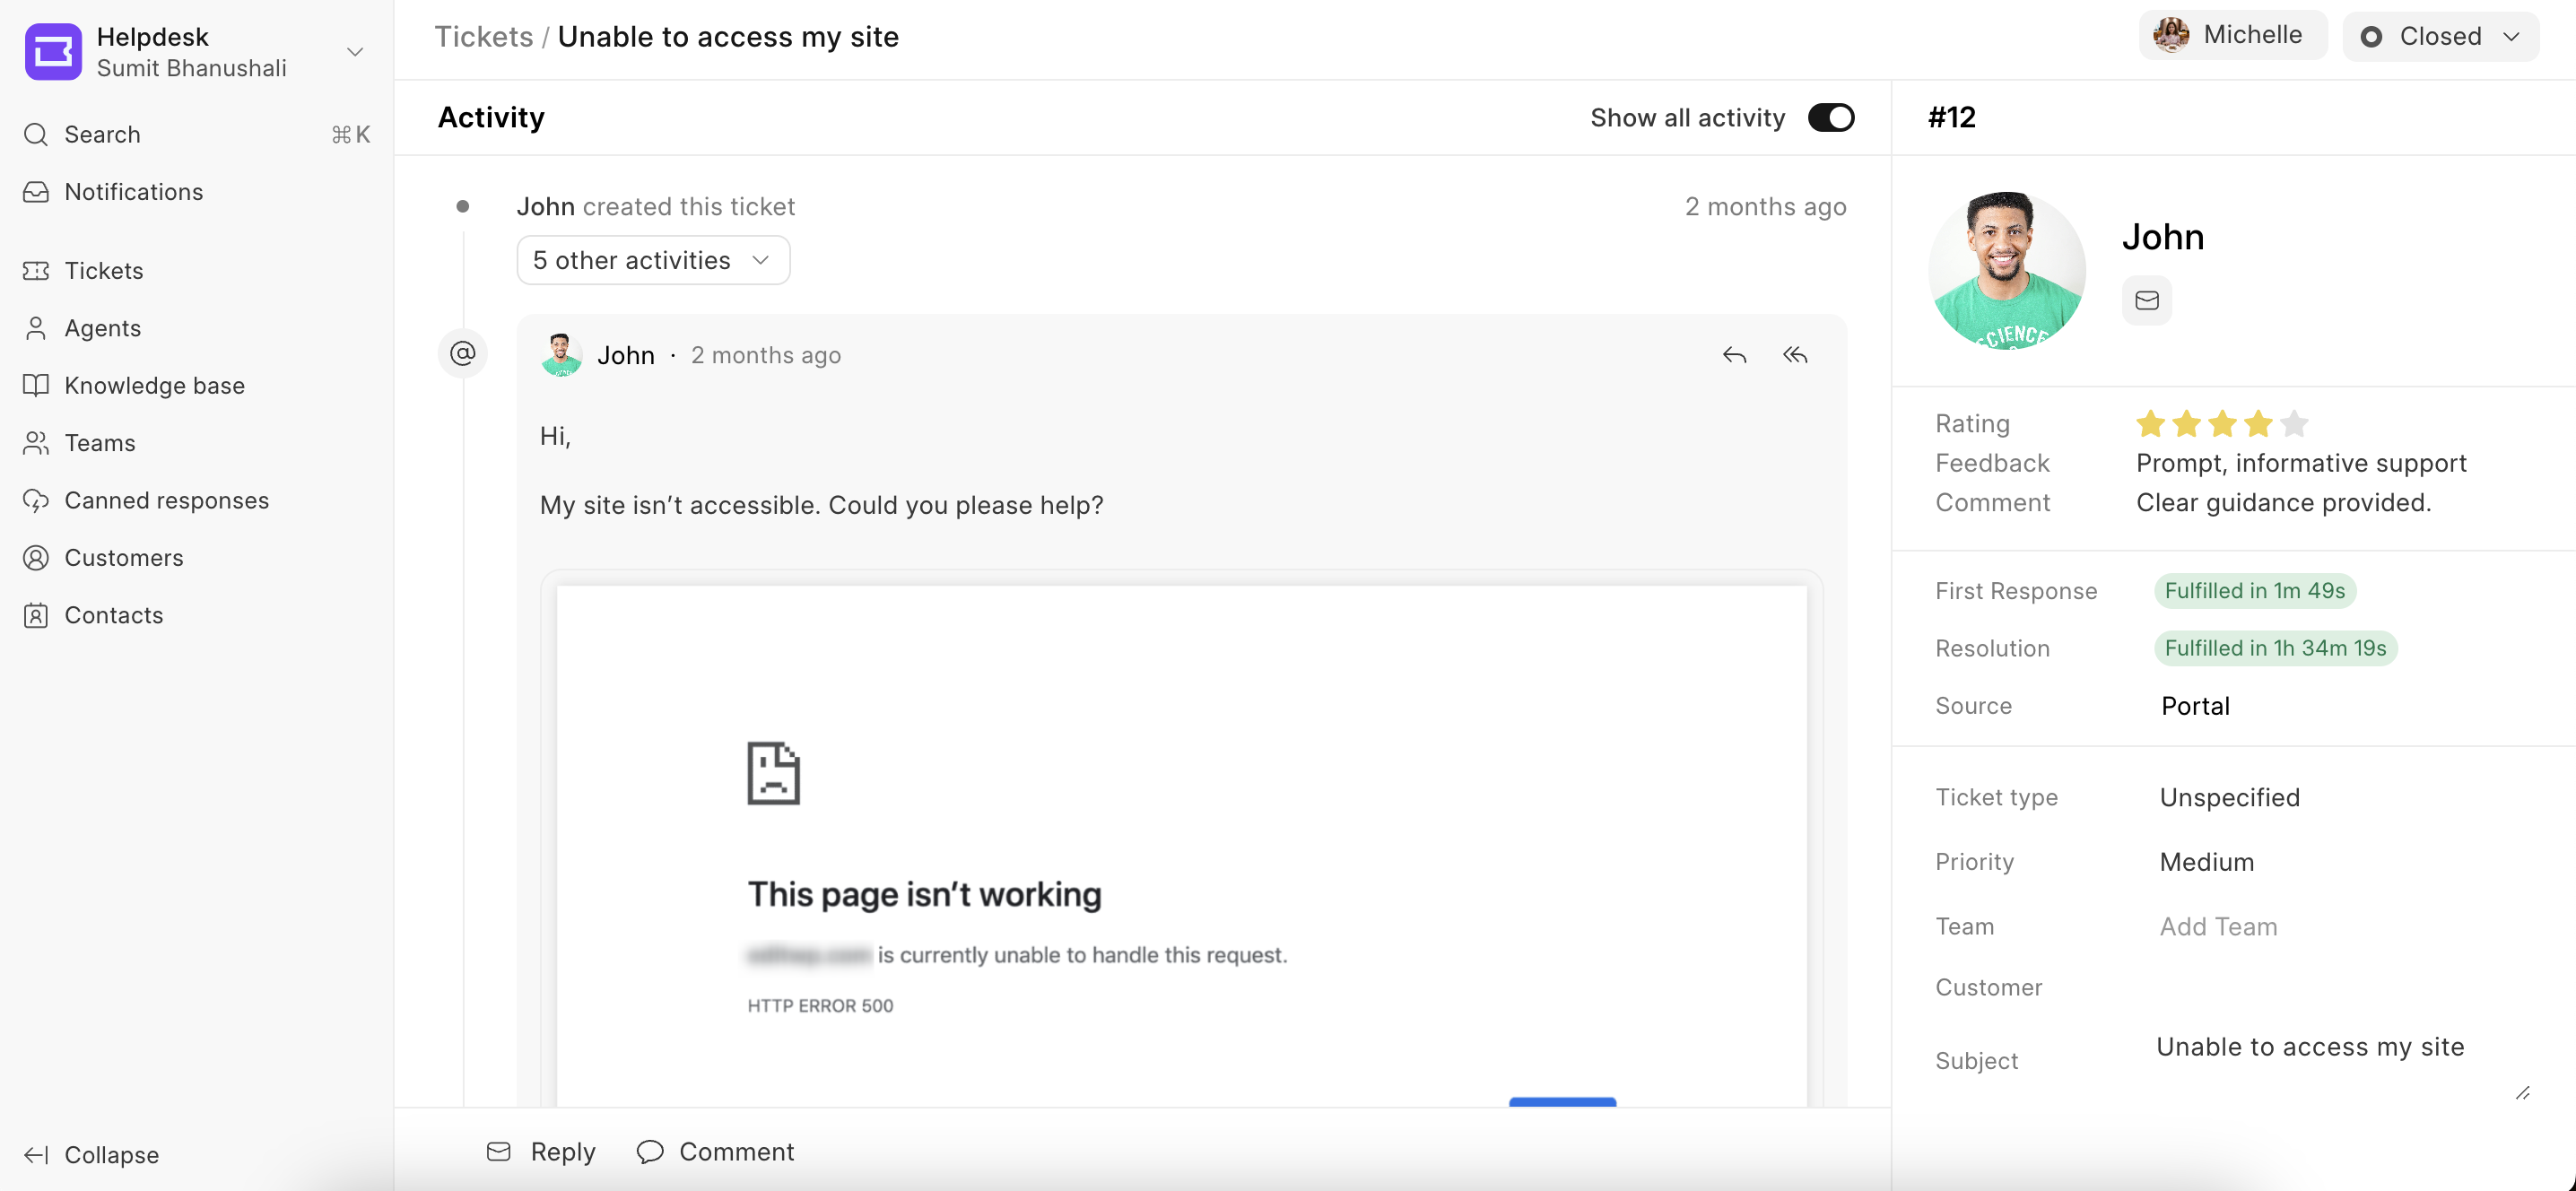 Helpdesk
Sumit Bhanushali
Search ⌘K
Notifications
Tickets
Agents
Knowledge base
Teams
Canned responses
Customers
Contacts
Collapse
Tickets / Unable to access my site
Michelle
Closed
Activity
Show all activity
John created this ticket 2 months ago
5 other activities
@
John · 2 months ago
Hi,
My site isn’t accessible. Could you please help?
This page isn’t working
is currently unable to handle this request.
HTTP ERROR 500
Reply
Comment
#12
SCIENCE
John
Rating
Feedback Prompt, informative support
Comment Clear guidance provided.
First Response Fulfilled in 1m 49s
Resolution Fulfilled in 1h 34m 19s
Source Portal
Ticket type Unspecified
Priority Medium
Team Add Team
Customer
Subject Unable to access my site